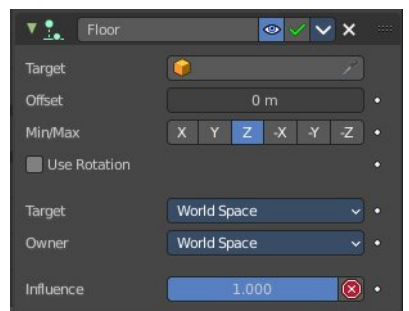 Floor
Target
Offset 0 m
Min/Max X Y Z -X -Y -Z
Use Rotation
Target World Space
Owner World Space
Influence 1.000